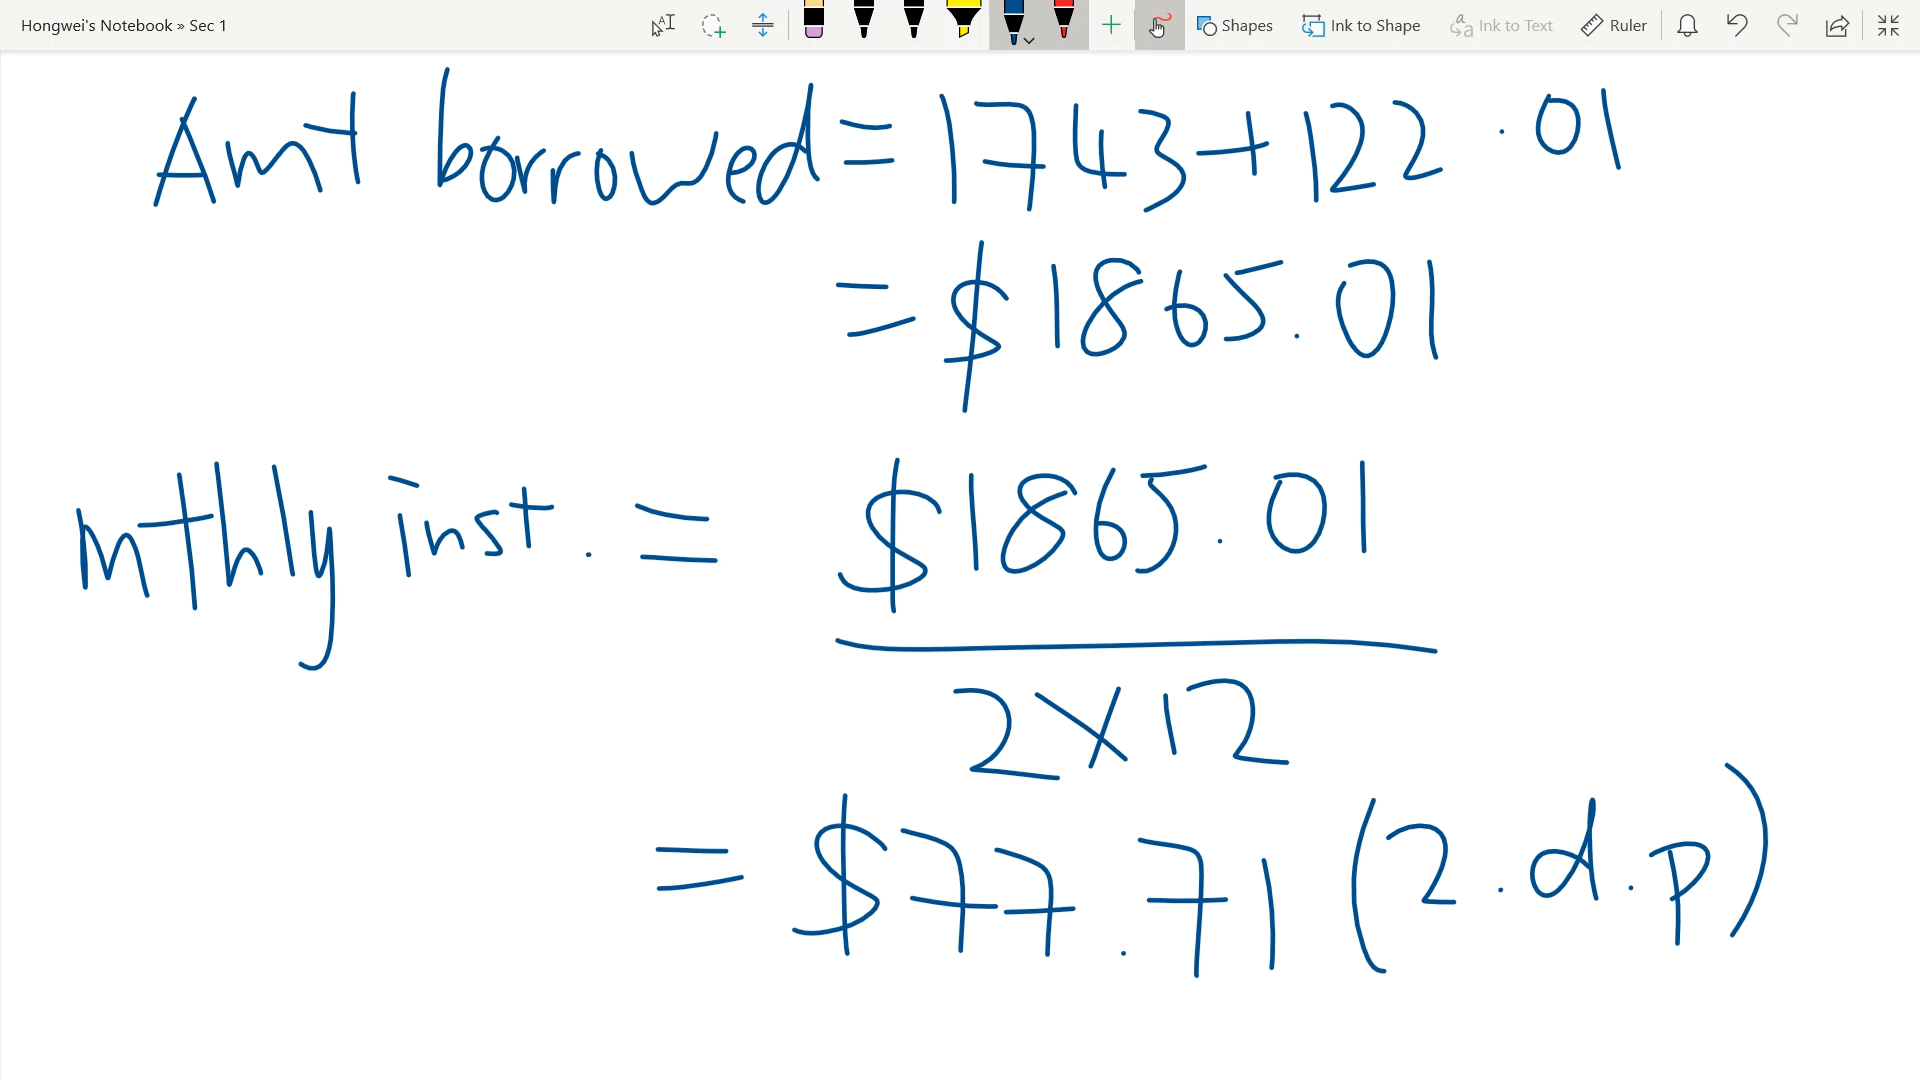 Hongwei's Notebook » Sec 1
Shapes Ink to Shape Ink to Text Ruler
Amt borrowed = 1743 + 122.01
= $1865.01
mthly inst. = $1865.01
2 × 12
= $77.71 (2.d.p)